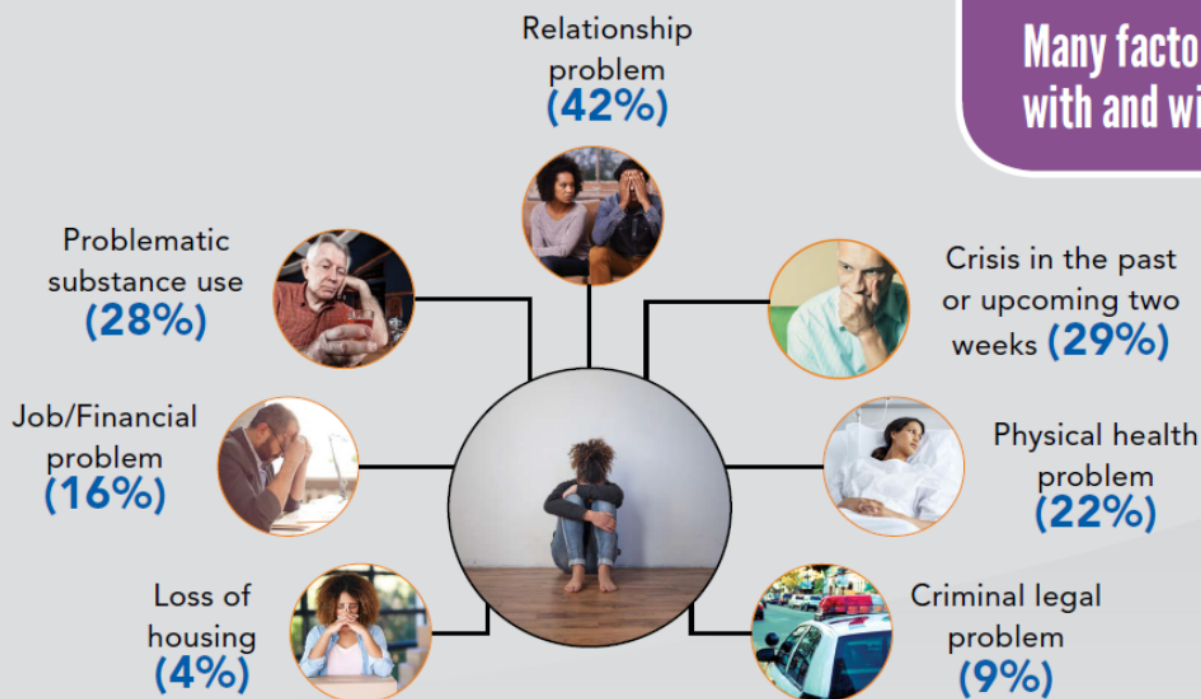 Many facto
with and wi
Relationship
problem
(42%)
Problematic
substance use
(28%)
Crisis in the past
or upcoming two
weeks (29%)
Job/Financial
problem
(16%)
Physical health
problem
(22%)
Loss of
housing
(4%)
Criminal legal
problem
(9%)